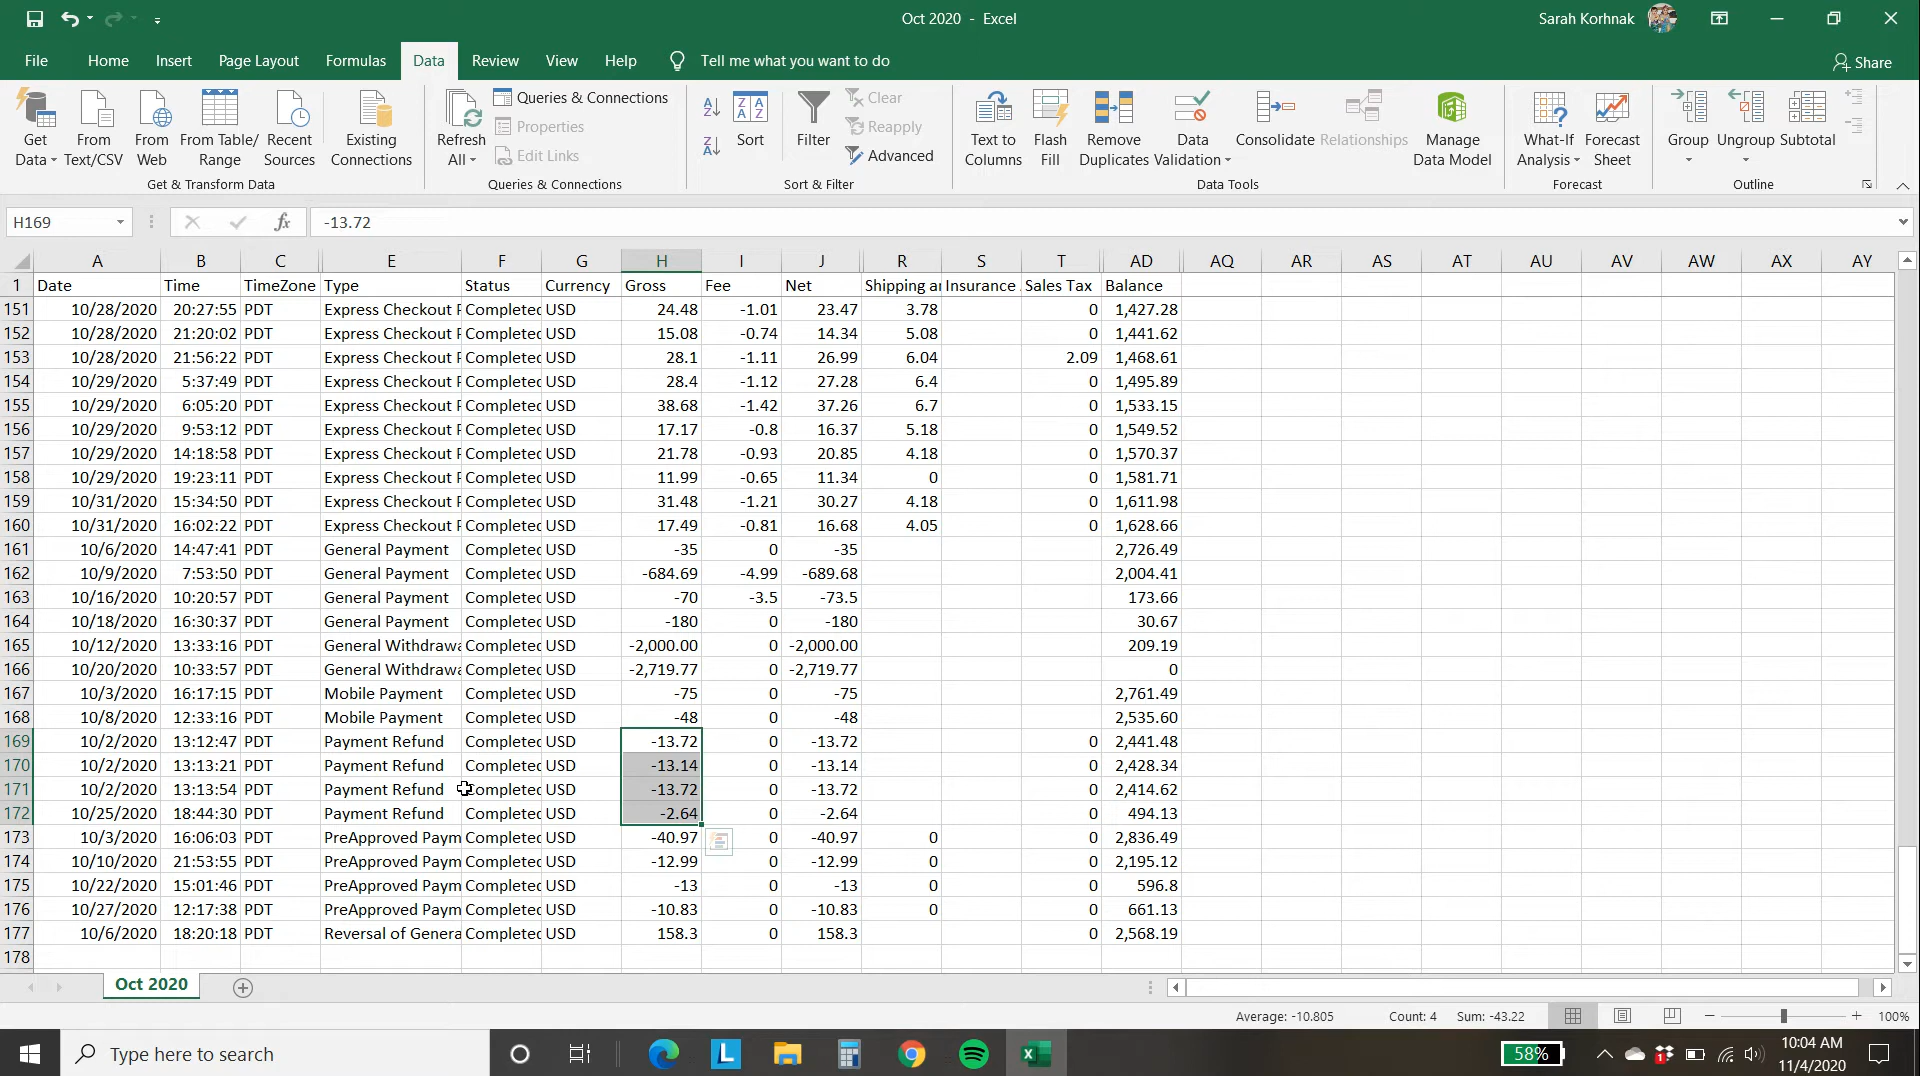 Oct 2020 - Excel
Sarah Korhnak
File Home Insert Page Layout Formulas Data Review View Help Tell me what you want to do
Share
Get Data
From Text/CSV
From Web
From Table/ Range
Recent Sources
Existing Connections
Get & Transform Data
Refresh All
Queries & Connections
Properties
Edit Links
Queries & Connections
Sort
Filter
Clear
Reapply
Advanced
Sort & Filter
Text to Columns
Flash Fill
Remove Duplicates
Data Validation
Consolidate
Relationships
Manage Data Model
Data Tools
What-If Analysis
Forecast Sheet
Forecast
Group
Ungroup
Subtotal
Outline
H169 fx -13.72
A B C E F G H I J R S T AD AQ AR AS AT AU AV AW AX AY
1 Date Time TimeZone Type Status Currency Gross Fee Net Shipping ar Insurance Sales Tax Balance
151 10/28/2020 20:27:55 PDT Express Checkout P Completed USD 24.48 -1.01 23.47 3.78 0 1,427.28
152 10/28/2020 21:20:02 PDT Express Checkout P Completed USD 15.08 -0.74 14.34 5.08 0 1,441.62
153 10/28/2020 21:56:22 PDT Express Checkout P Completed USD 28.1 -1.11 26.99 6.04 2.09 1,468.61
154 10/29/2020 5:37:49 PDT Express Checkout P Completed USD 28.4 -1.12 27.28 6.4 0 1,495.89
155 10/29/2020 6:05:20 PDT Express Checkout P Completed USD 38.68 -1.42 37.26 6.7 0 1,533.15
156 10/29/2020 9:53:12 PDT Express Checkout P Completed USD 17.17 -0.8 16.37 5.18 0 1,549.52
157 10/29/2020 14:18:58 PDT Express Checkout P Completed USD 21.78 -0.93 20.85 4.18 0 1,570.37
158 10/29/2020 19:23:11 PDT Express Checkout P Completed USD 11.99 -0.65 11.34 0 0 1,581.71
159 10/31/2020 15:34:50 PDT Express Checkout P Completed USD 31.48 -1.21 30.27 4.18 0 1,611.98
160 10/31/2020 16:02:22 PDT Express Checkout P Completed USD 17.49 -0.81 16.68 4.05 0 1,628.66
161 10/6/2020 14:47:41 PDT General Payment Completed USD -35 0 -35 2,726.49
162 10/9/2020 7:53:50 PDT General Payment Completed USD -684.69 -4.99 -689.68 2,004.41
163 10/16/2020 10:20:57 PDT General Payment Completed USD -70 -3.5 -73.5 173.66
164 10/18/2020 16:30:37 PDT General Payment Completed USD -180 0 -180 30.67
165 10/12/2020 13:33:16 PDT General Withdrawa Completed USD -2,000.00 0 -2,000.00 209.19
166 10/20/2020 10:33:57 PDT General Withdrawa Completed USD -2,719.77 0 -2,719.77 0
167 10/3/2020 16:17:15 PDT Mobile Payment Completed USD -75 0 -75 2,761.49
168 10/8/2020 12:33:16 PDT Mobile Payment Completed USD -48 0 -48 2,535.60
169 10/2/2020 13:12:47 PDT Payment Refund Completed USD -13.72 0 -13.72 0 2,441.48
170 10/2/2020 13:13:21 PDT Payment Refund Completed USD -13.14 0 -13.14 0 2,428.34
171 10/2/2020 13:13:54 PDT Payment Refund Completed USD -13.72 0 -13.72 0 2,414.62
172 10/25/2020 18:44:30 PDT Payment Refund Completed USD -2.64 0 -2.64 0 494.13
173 10/3/2020 16:06:03 PDT PreApproved Paym Completed USD -40.97 0 -40.97 0 0 2,836.49
174 10/10/2020 21:53:55 PDT PreApproved Paym Completed USD -12.99 0 -12.99 0 0 2,195.12
175 10/22/2020 15:01:46 PDT PreApproved Paym Completed USD -13 0 -13 0 0 596.8
176 10/27/2020 12:17:38 PDT PreApproved Paym Completed USD -10.83 0 -10.83 0 0 661.13
177 10/6/2020 18:20:18 PDT Reversal of Genera Completed USD 158.3 0 158.3 0 2,568.19
178
Oct 2020
Average: -10.805 Count: 4 Sum: -43.22 100%
Type here to search
L
58%
10:04 AM
11/4/2020